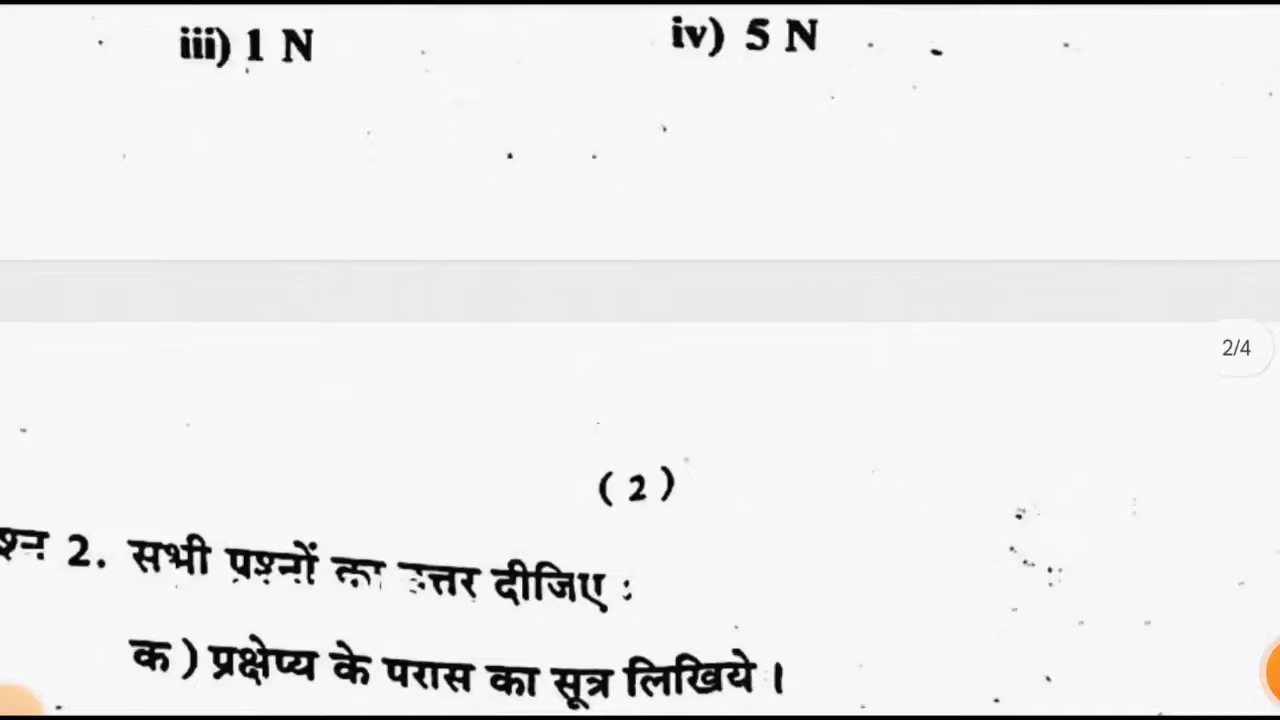 iii) 1 N iv) 5 N
2/4
( 2 )
श्न 2. सभी प्रश्नों का उत्तर दीजिए :
क ) प्रक्षेप्य के परास का सूत्र लिखिये ।